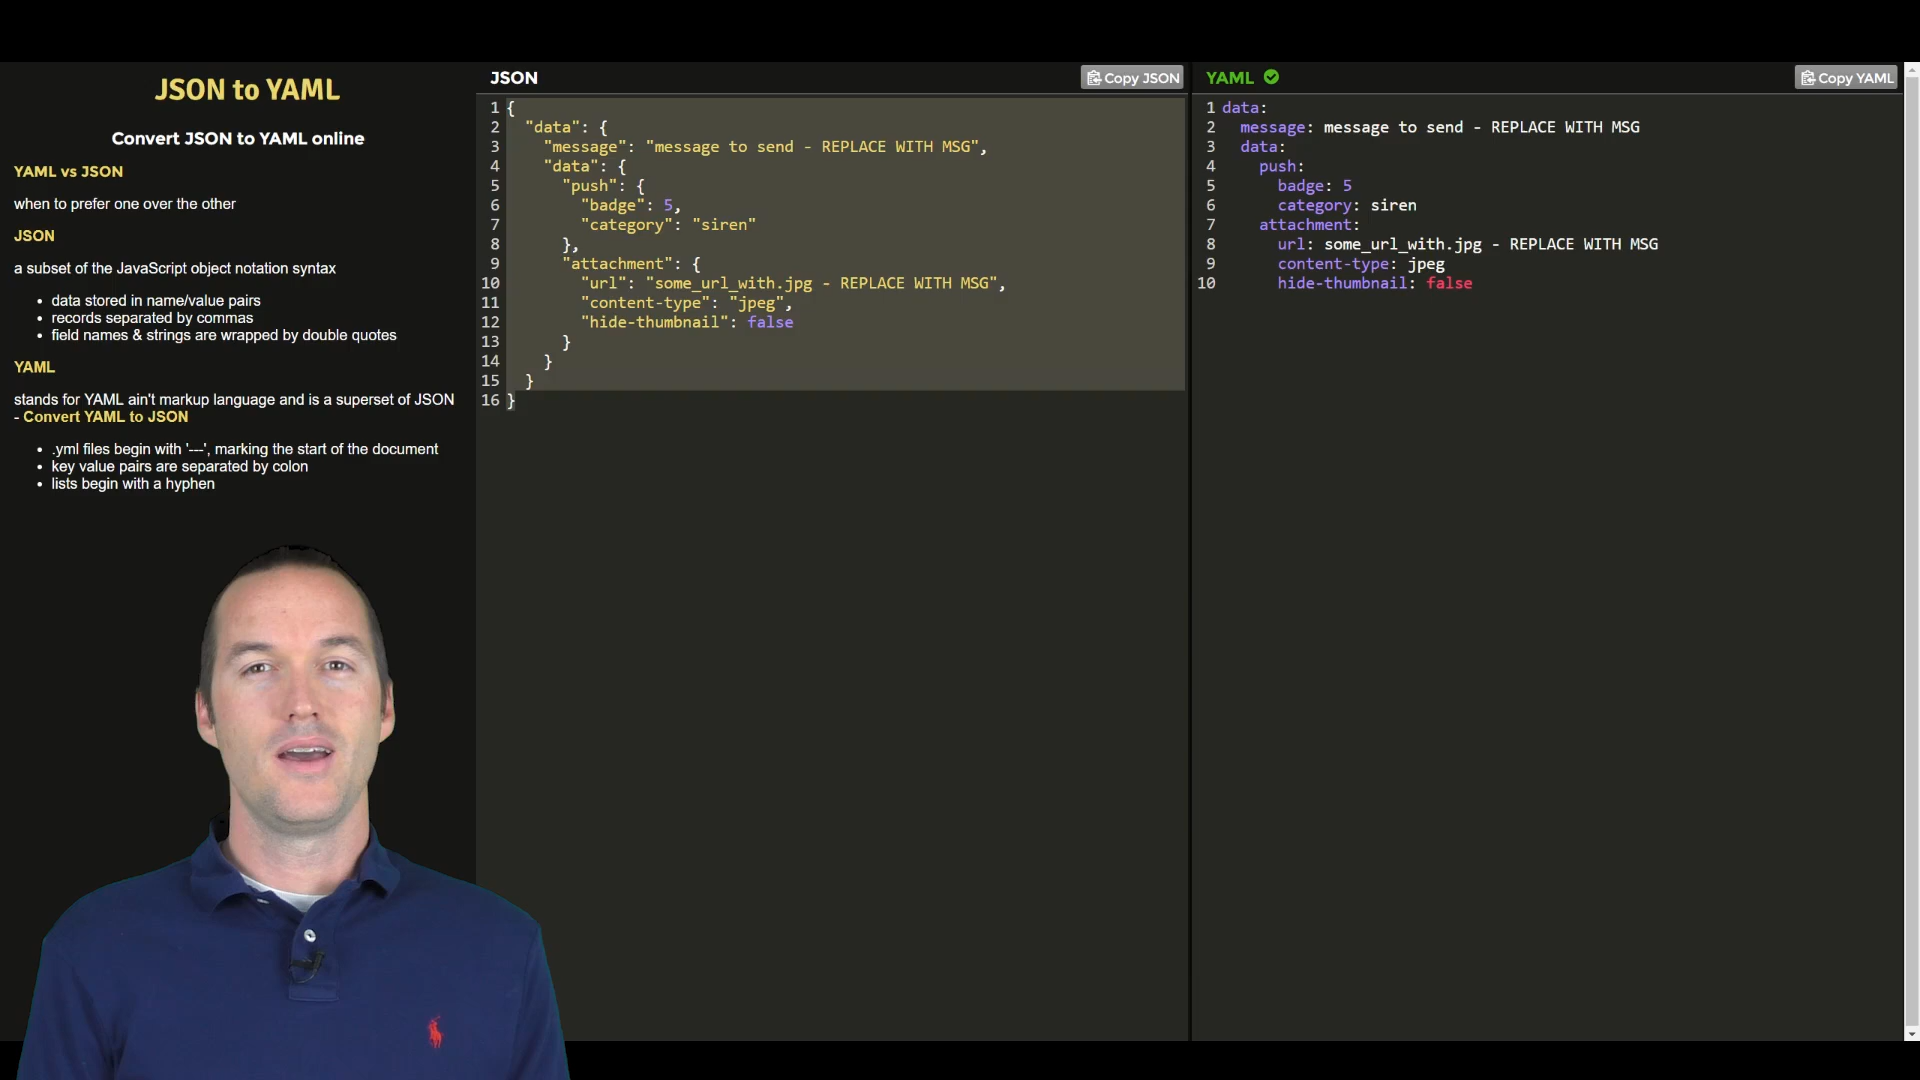 JSON to YAML
Convert JSON to YAML online
YAML vs JSON
when to prefer one over the other
JSON
a subset of the JavaScript object notation syntax
• data stored in name/value pairs
• records separated by commas
• field names & strings are wrapped by double quotes
YAML
stands for YAML ain't markup language and is a superset of JSON
- Convert YAML to JSON
• .yml files begin with '---', marking the start of the document
• key value pairs are separated by colon
• lists begin with a hyphen
JSON
Copy JSON
1 {
2   "data": {
3     "message": "message to send - REPLACE WITH MSG",
4     "data": {
5       "push": {
6         "badge": 5,
7         "category": "siren"
8       },
9       "attachment": {
10         "url": "some_url_with.jpg - REPLACE WITH MSG",
11         "content-type": "jpeg",
12         "hide-thumbnail": false
13       }
14     }
15   }
16 }
YAML
Copy YAML
1 data:
2   message: message to send - REPLACE WITH MSG
3   data:
4     push:
5       badge: 5
6       category: siren
7     attachment:
8       url: some_url_with.jpg - REPLACE WITH MSG
9       content-type: jpeg
10       hide-thumbnail: false